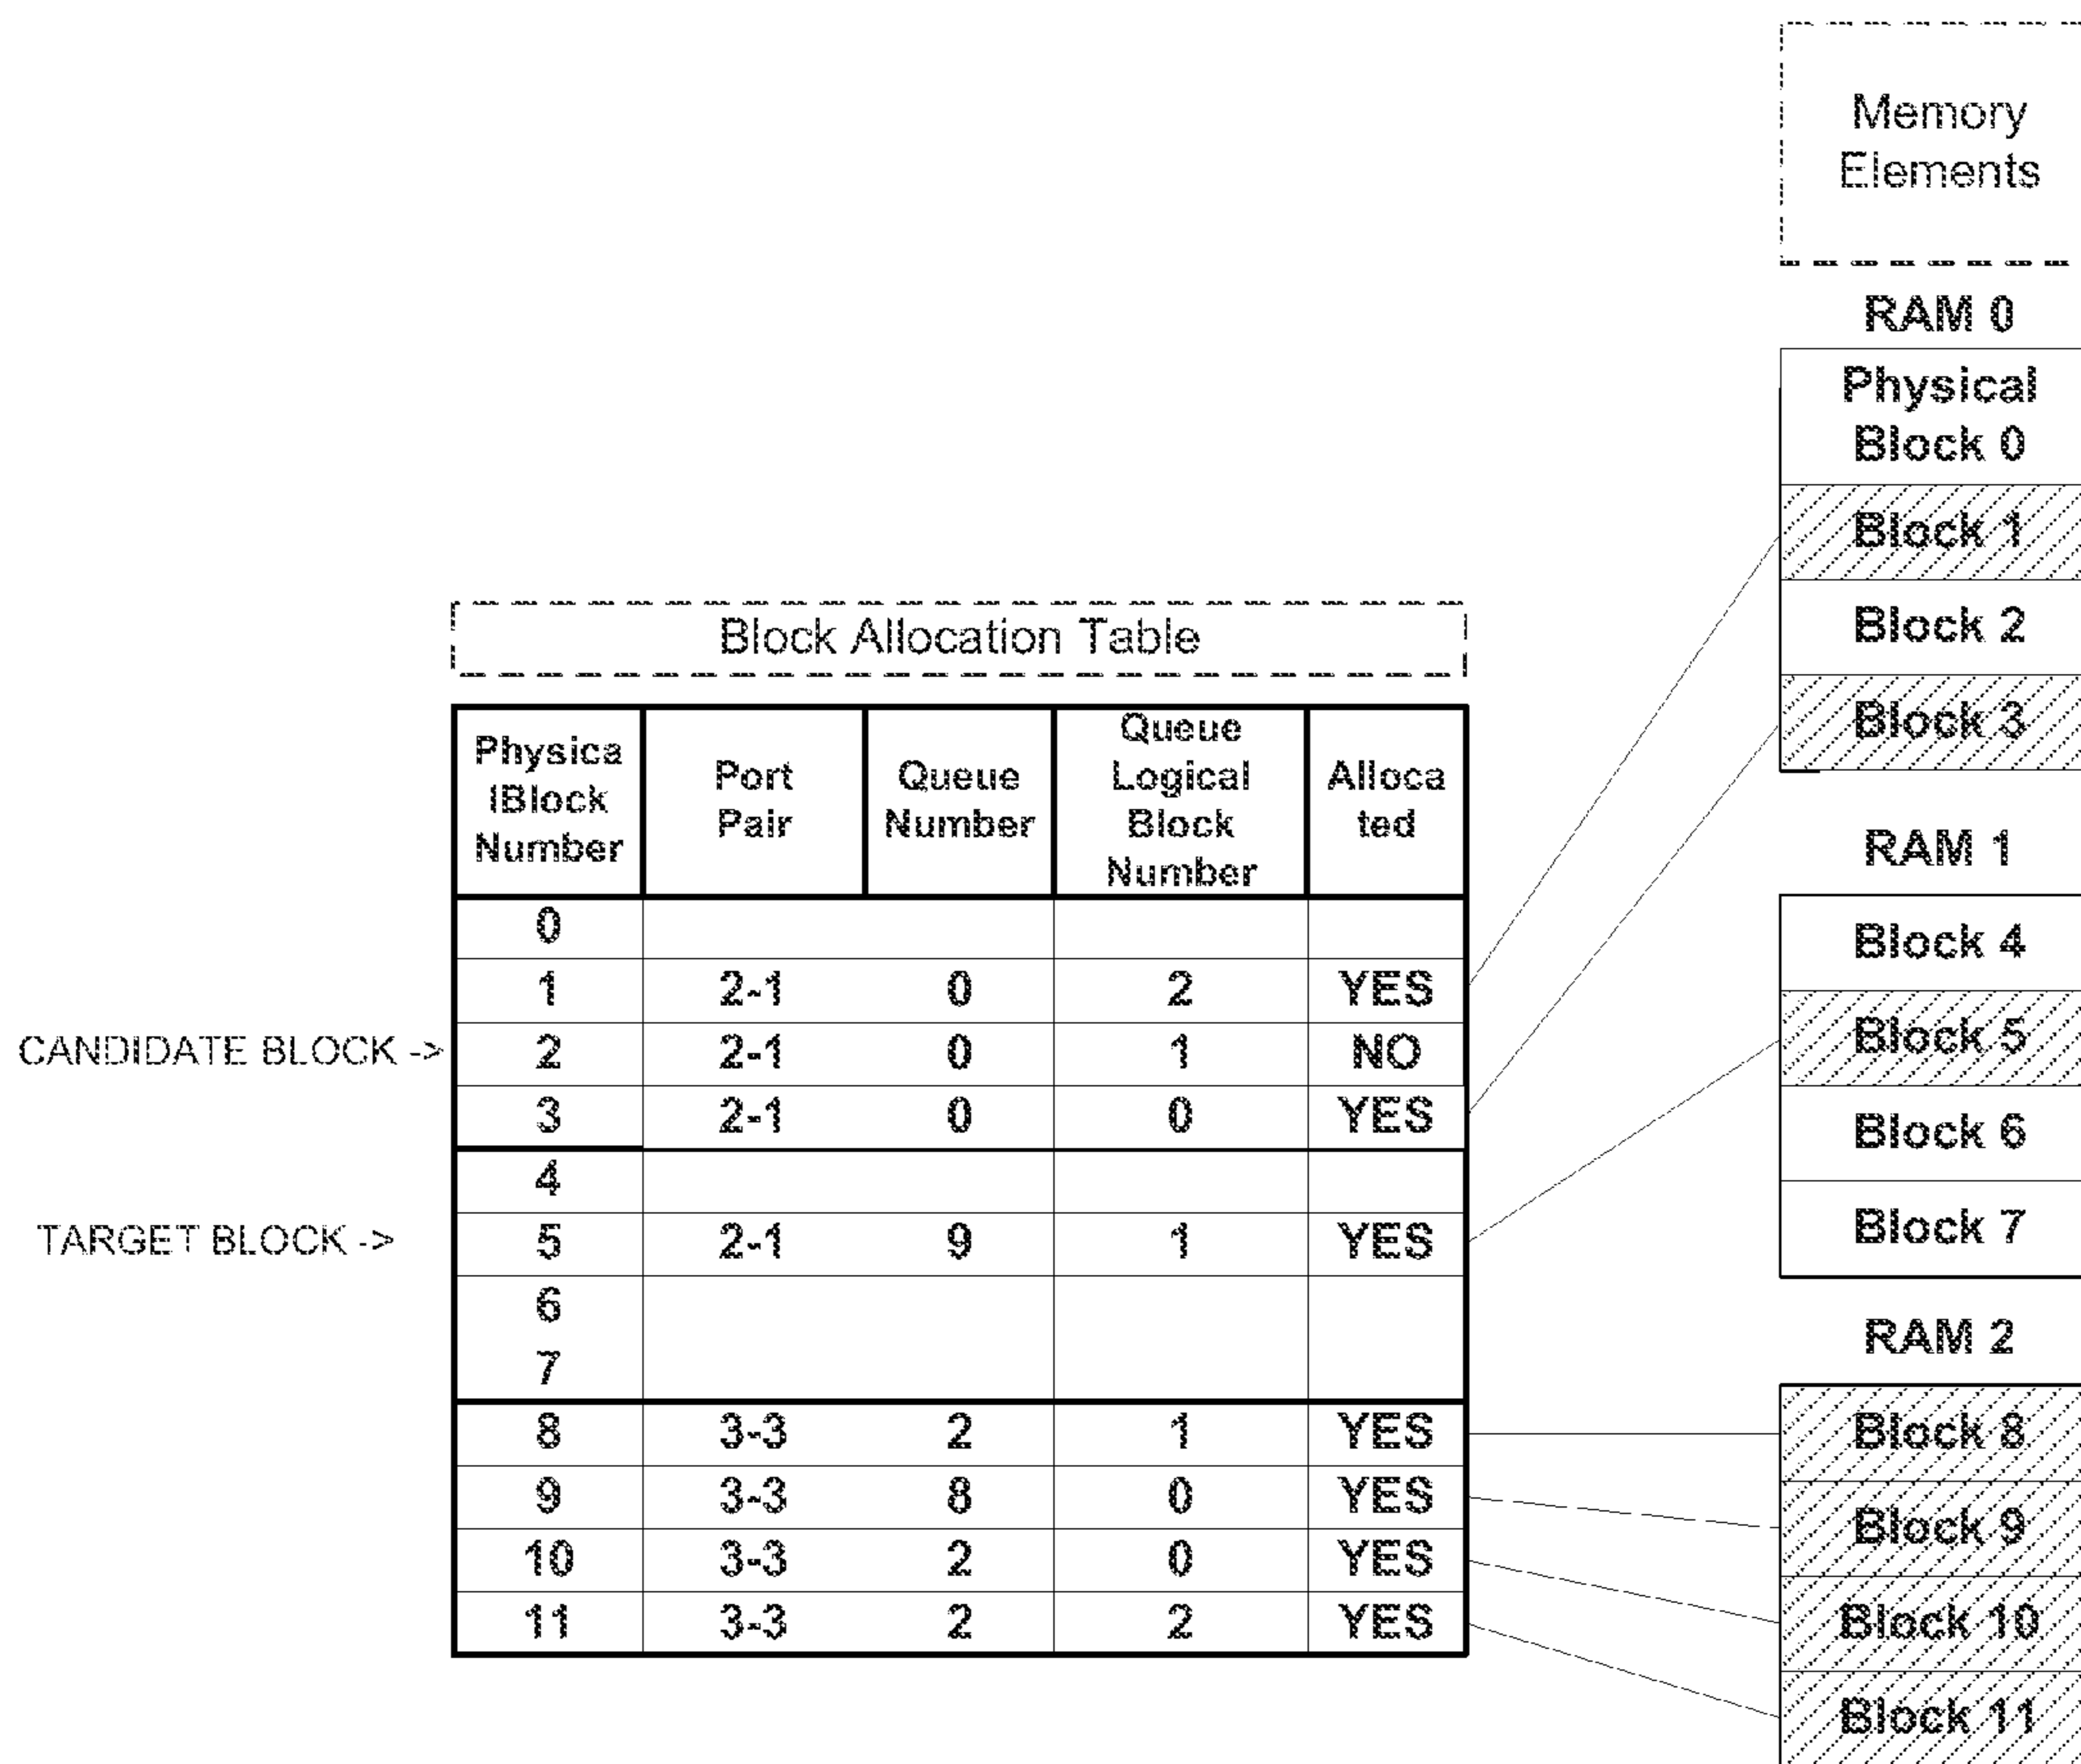 Memory
Elements
RAM 0
Physical
Block 0
Block 1
Block 2
Block 3
RAM 1
Block 4
Block 5
Block 6
Block 7
RAM 2
Block 8
Block 9
Block 10
Block 11
Block Allocation Table
Physica
lBlock
Number
Port
Pair
Queue
Number
Queue
Logical
Block
Number
Alloca
ted
0
1 2-1 0 2 YES
CANDIDATE BLOCK -> 2 2-1 0 1 NO
3 2-1 0 0 YES
4
TARGET BLOCK -> 5 2-1 9 1 YES
6
7
8 3-3 2 1 YES
9 3-3 8 0 YES
10 3-3 2 0 YES
11 3-3 2 2 YES